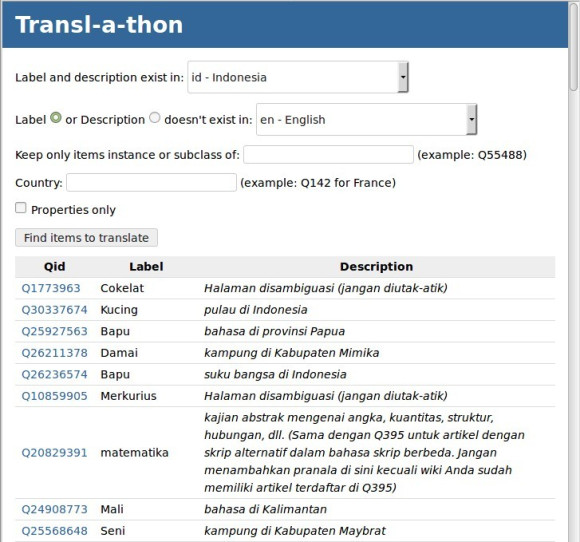 Transl-a-thon
Label and description exist in: id - Indonesia
Label or Description doesn't exist in: en - English
Keep only items instance or subclass of: (example: Q55488)
Country: (example: Q142 for France)
Properties only
Find items to translate
Qid Label Description
Q1773963 Cokelat Halaman disambiguasi (jangan diutak-atik)
Q30337674 Kucing pulau di Indonesia
Q25927563 Bapu bahasa di provinsi Papua
Q26211378 Damai kampung di Kabupaten Mimika
Q26236574 Bapu suku bangsa di Indonesia
Q10859905 Merkurius Halaman disambiguasi (jangan diutak-atik)
Q20829391 matematika kajian abstrak mengenai angka, kuantitas, struktur,
hubungan, dll. (Sama dengan Q395 untuk artikel dengan
skrip alternatif dalam bahasa skrip berbeda. Jangan
menambahkan pranala di sini kecuali wiki Anda sudah
memiliki artikel terdaftar di Q395)
Q24908773 Mali bahasa di Kalimantan
Q25568648 Seni kampung di Kabupaten Maybrat